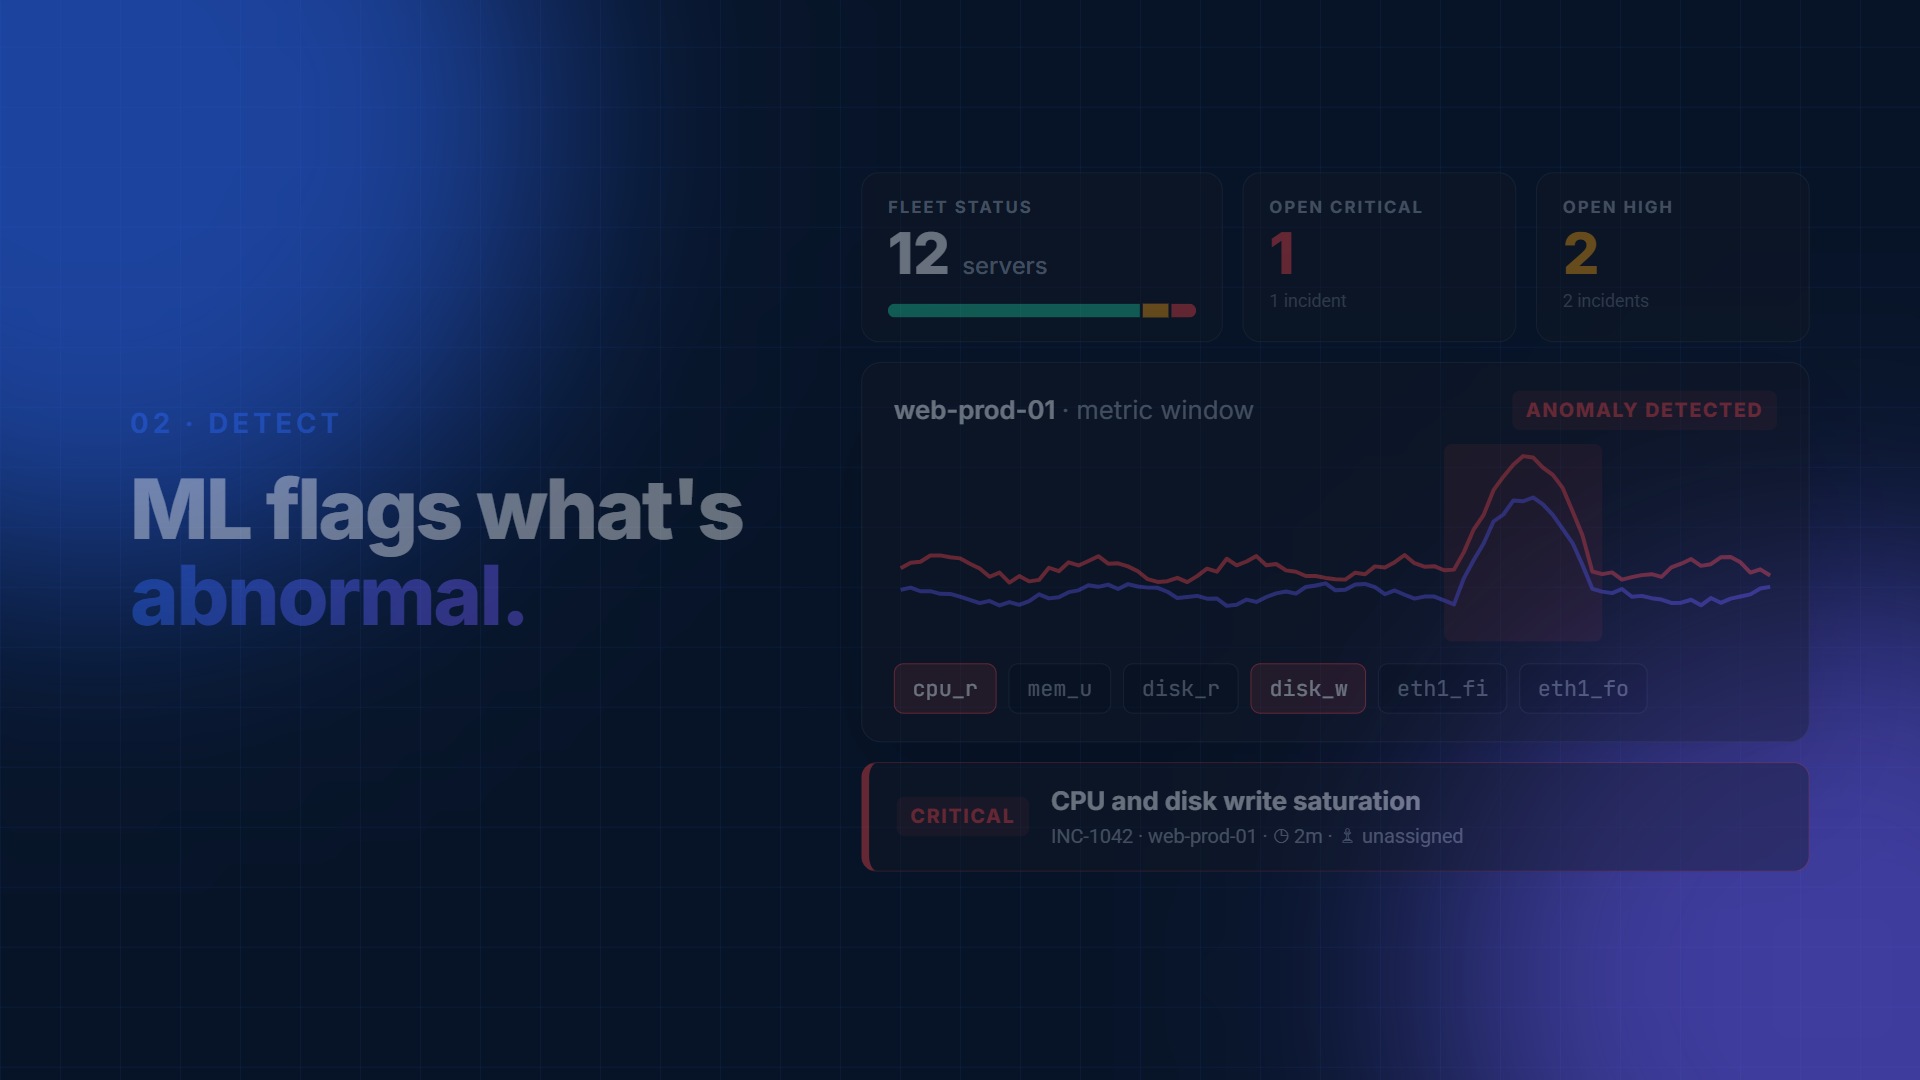 02 · DETECT
ML flags what's
abnormal.
FLEET STATUS
12 servers
OPEN CRITICAL
1
1 incident
OPEN HIGH
2
2 incidents
web-prod-01 · metric window
ANOMALY DETECTED
cpu_r
mem_u
disk_r
disk_w
eth1_fi
eth1_fo
CRITICAL
CPU and disk write saturation
INC-1042 · web-prod-01 · 2m · unassigned